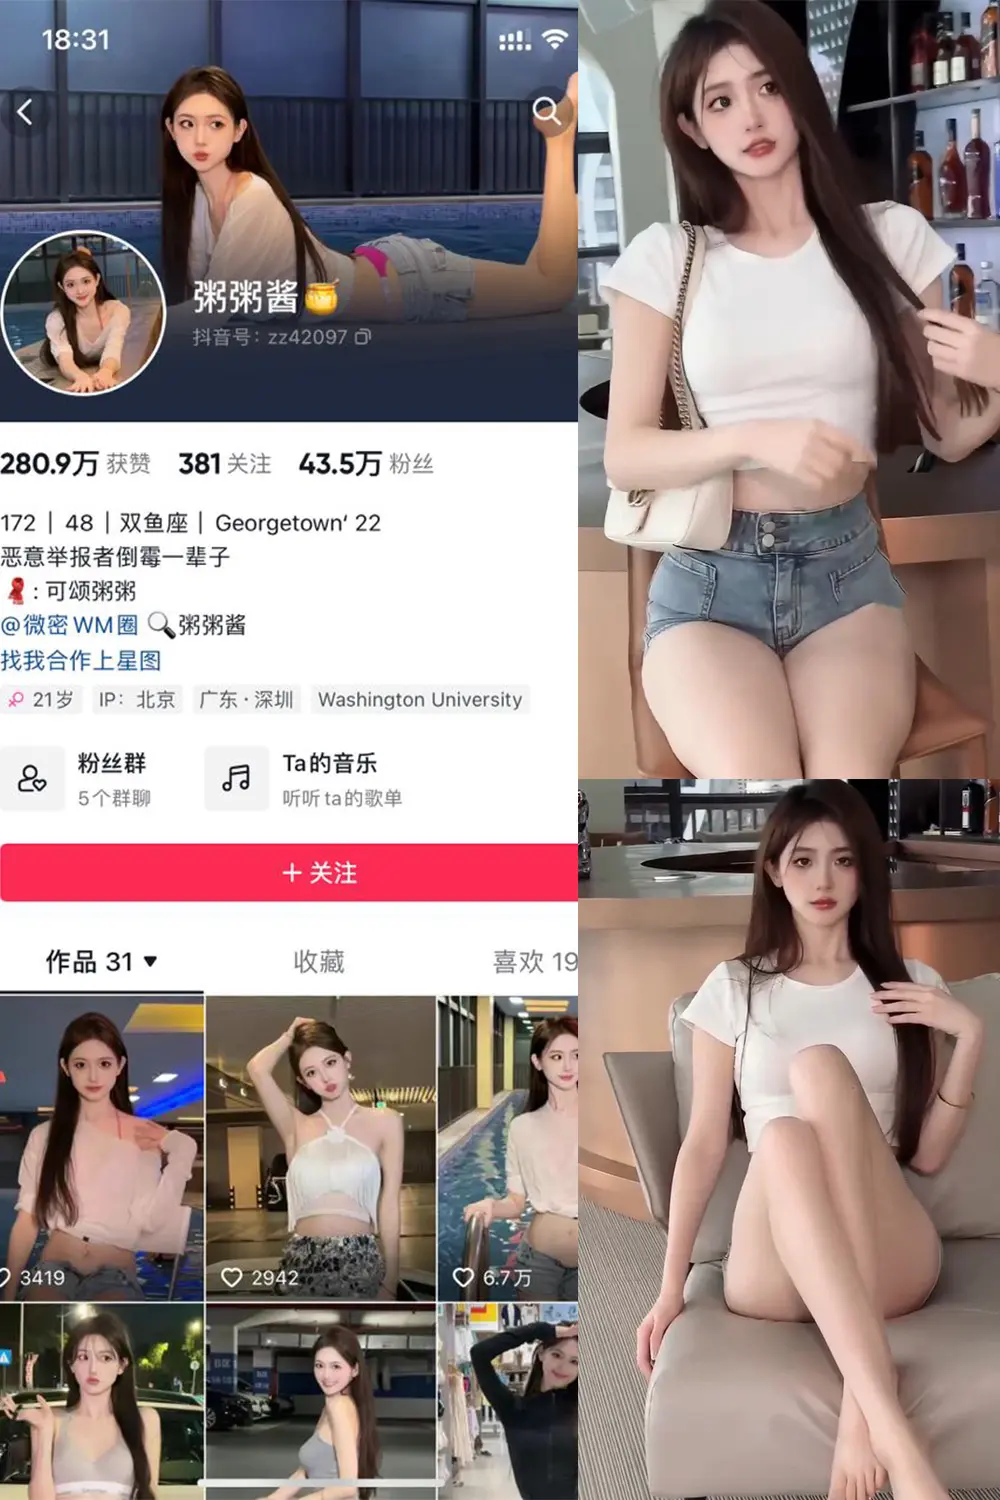 18:31
粥粥酱🍯
抖音号：zz42097
280.9万 获赞 381 关注 43.5万 粉丝
172 | 48 | 双鱼座 | Georgetown‘ 22
恶意举报者倒霉一辈子
🧣: 可颂粥粥
@微密WM圈 🔍粥粥酱
找我合作上星图
21岁 IP：北京 广东·深圳 Washington University
粉丝群
5个群聊
Ta的音乐
听听ta的歌单
+ 关注
作品 31 ▼ 收藏 喜欢 19
3419 2942 6.7万